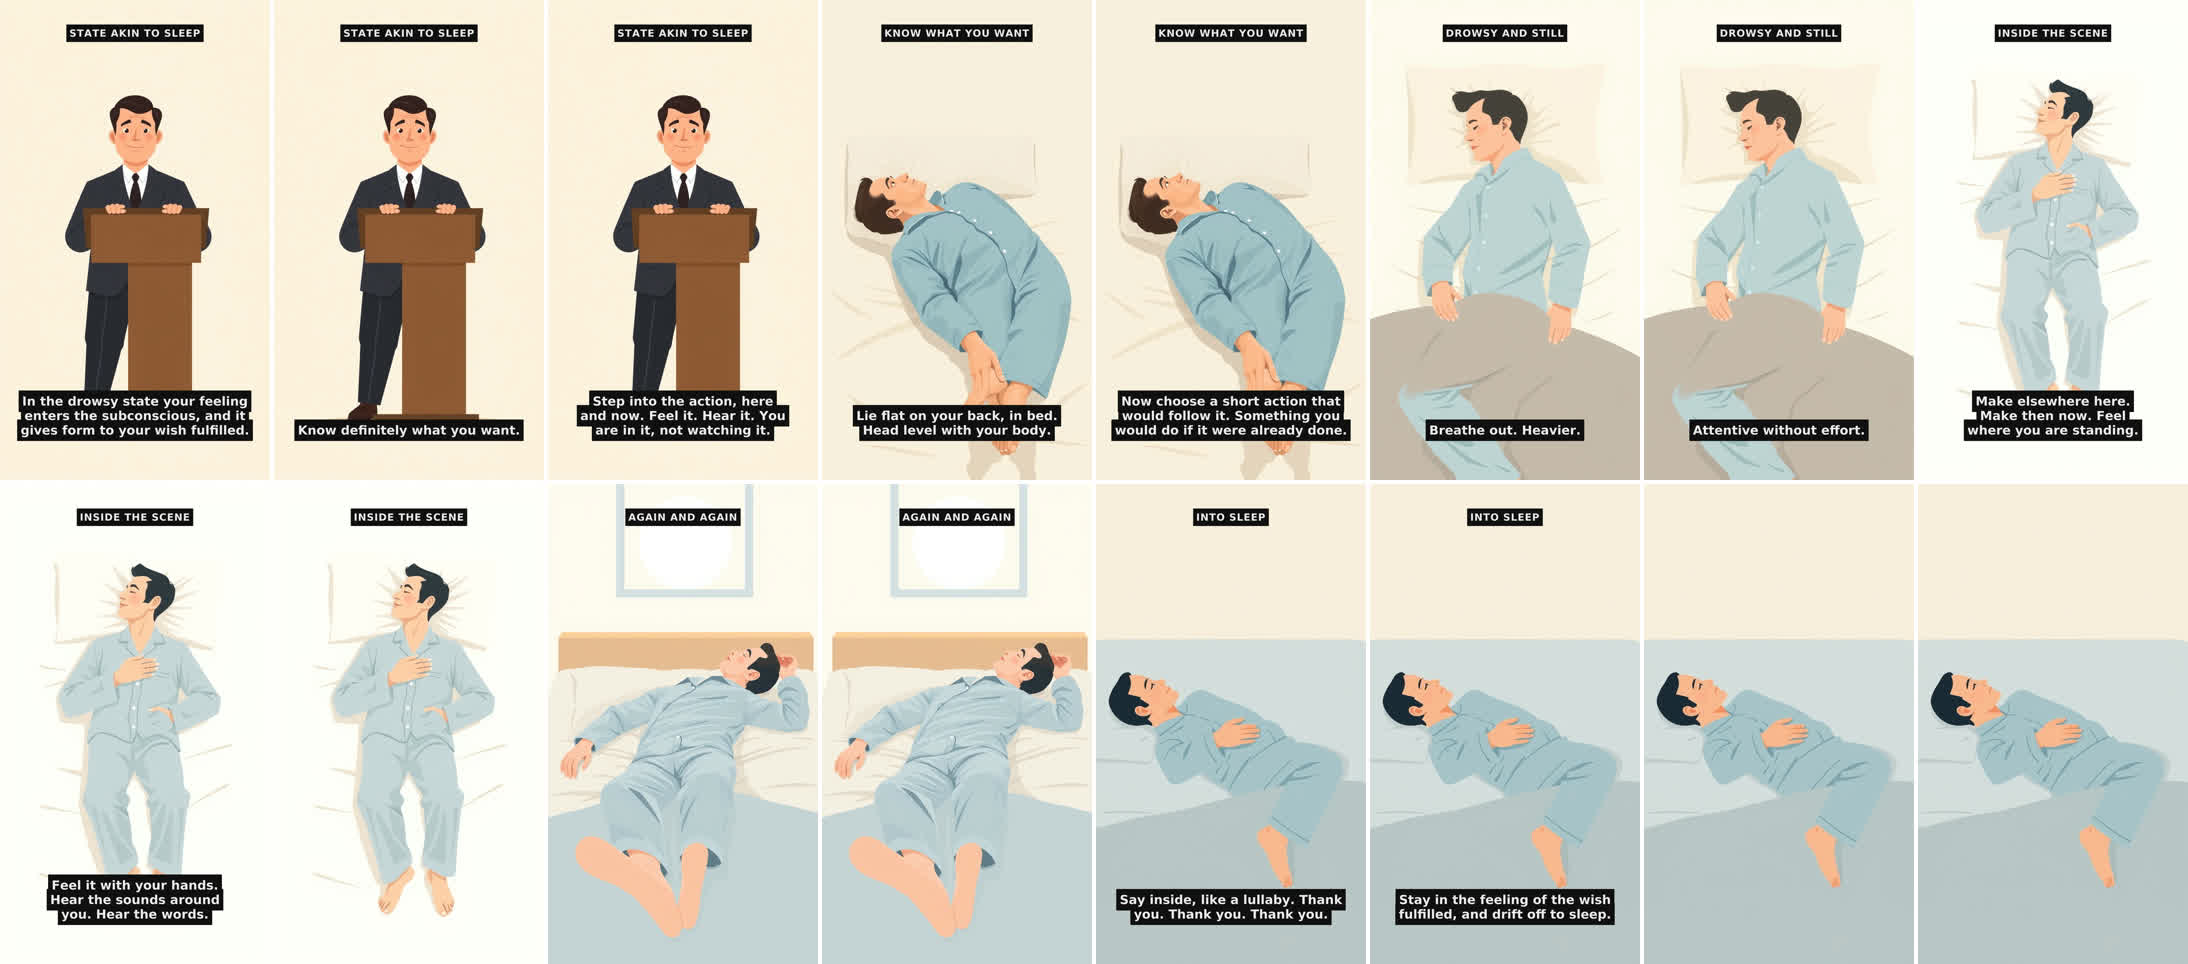 STATE AKIN TO SLEEP
In the drowsy state your feeling
enters the subconscious, and it
gives form to your wish fulfilled.
STATE AKIN TO SLEEP
Know definitely what you want.
STATE AKIN TO SLEEP
Step into the action, here
and now. Feel it. Hear it. You
are in it, not watching it.
KNOW WHAT YOU WANT
Lie flat on your back, in bed.
Head level with your body.
KNOW WHAT YOU WANT
Now choose a short action that
would follow it. Something you
would do if it were already done.
DROWSY AND STILL
Breathe out. Heavier.
DROWSY AND STILL
Attentive without effort.
INSIDE THE SCENE
Make elsewhere here.
Make then now. Feel
where you are standing.
INSIDE THE SCENE
Feel it with your hands.
Hear the sounds around
you. Hear the words.
INSIDE THE SCENE
AGAIN AND AGAIN
AGAIN AND AGAIN
INTO SLEEP
Say inside, like a lullaby. Thank
you. Thank you. Thank you.
INTO SLEEP
Stay in the feeling of the wish
fulfilled, and drift off to sleep.